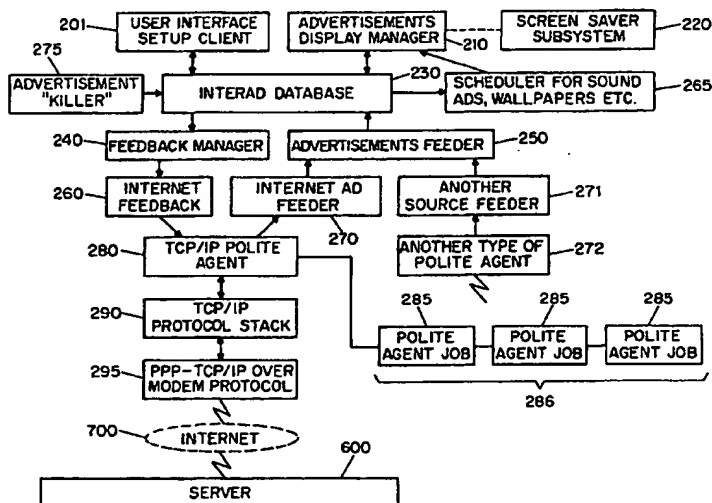 201
USER INTERFACE
SETUP CLIENT
ADVERTISEMENTS
DISPLAY MANAGER
210
SCREEN SAVER
SUBSYSTEM
220
275
ADVERTISEMENT
"KILLER"
230
INTERAD DATABASE
SCHEDULER FOR SOUND
ADS, WALLPAPERS ETC.
265
240
FEEDBACK MANAGER
ADVERTISEMENTS FEEDER
250
260
INTERNET
FEEDBACK
INTERNET AD
FEEDER
270
ANOTHER
SOURCE FEEDER
271
280
TCP/IP POLITE
AGENT
ANOTHER TYPE OF
POLITE AGENT
272
290
TCP/IP
PROTOCOL STACK
285
285
285
POLITE
AGENT JOB
POLITE
AGENT JOB
POLITE
AGENT JOB
295
PPP-TCP/IP OVER
MODEM PROTOCOL
286
700
INTERNET
600
SERVER